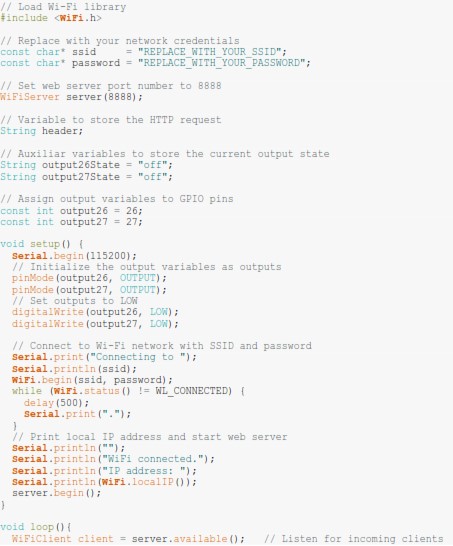 // Load Wi-Fi library
#include <WiFi.h>

// Replace with your network credentials
const char* ssid     = "REPLACE_WITH_YOUR_SSID";
const char* password = "REPLACE_WITH_YOUR_PASSWORD";

// Set web server port number to 8888
WiFiServer server(8888);

// Variable to store the HTTP request
String header;

// Auxiliar variables to store the current output state
String output26State = "off";
String output27State = "off";

// Assign output variables to GPIO pins
const int output26 = 26;
const int output27 = 27;

void setup() {
  Serial.begin(115200);
  // Initialize the output variables as outputs
  pinMode(output26, OUTPUT);
  pinMode(output27, OUTPUT);
  // Set outputs to LOW
  digitalWrite(output26, LOW);
  digitalWrite(output27, LOW);

  // Connect to Wi-Fi network with SSID and password
  Serial.print("Connecting to ");
  Serial.println(ssid);
  WiFi.begin(ssid, password);
  while (WiFi.status() != WL_CONNECTED) {
    delay(500);
    Serial.print(".");
  }
  // Print local IP address and start web server
  Serial.println("");
  Serial.println("WiFi connected.");
  Serial.println("IP address: ");
  Serial.println(WiFi.localIP());
  server.begin();
}

void loop(){
  WiFiClient client = server.available();   // Listen for incoming clients